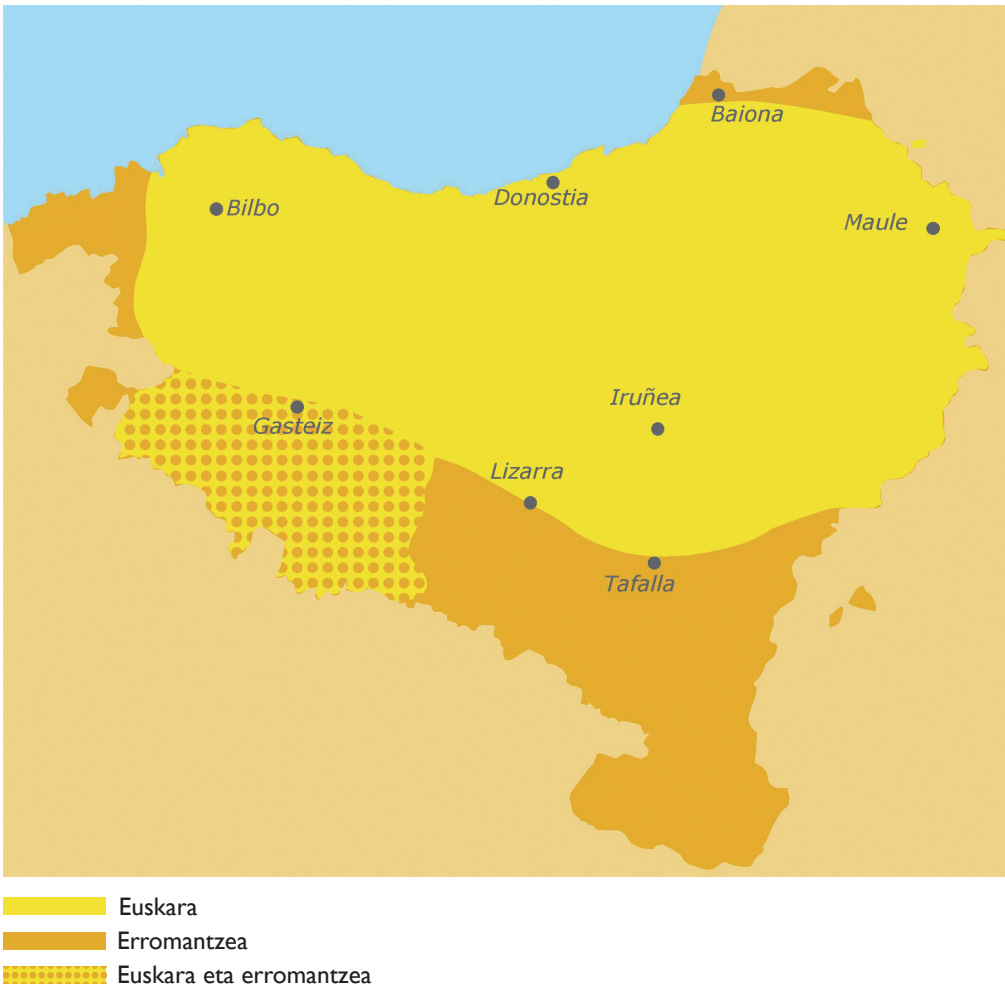 Baiona
Donostia
Bilbo
Maule
Iruñea
Gasteiz
Lizarra
Tafalla
Euskara
Erromantzea
Euskara eta erromantzea